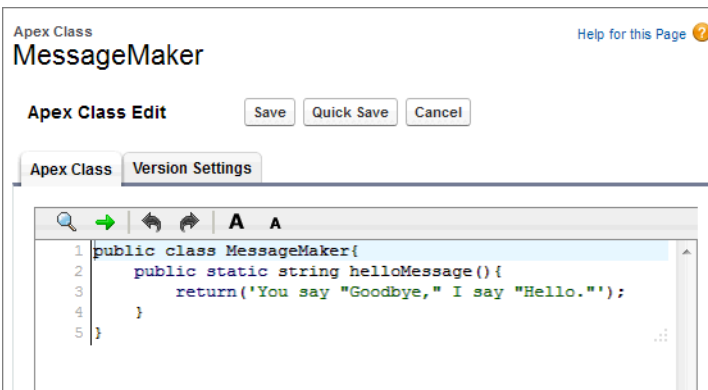 Apex Class
Help for this Page
MessageMaker
Apex Class Edit Save Quick Save Cancel
Apex Class Version Settings
A A
1 public class MessageMaker{
2 public static string helloMessage(){
3 return('You say "Goodbye," I say "Hello."');
4 }
5 }